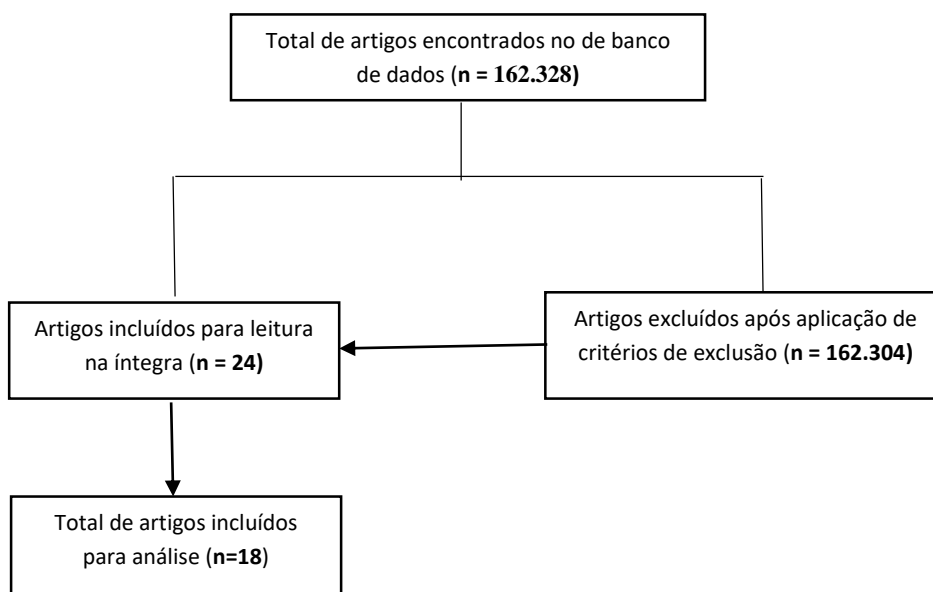 Total de artigos encontrados no de banco
de dados (n = 162.328)
Artigos incluídos para leitura
na íntegra (n = 24)
Artigos excluídos após aplicação de
critérios de exclusão (n = 162.304)
Total de artigos incluídos
para análise (n=18)